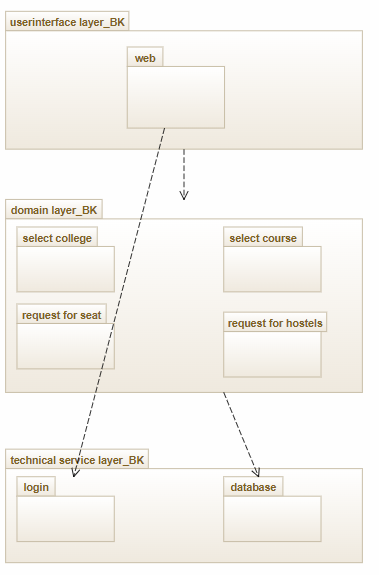 userinterface layer_BK
web
domain layer_BK
select college
select course
request for seat
request for hostels
technical service layer_BK
login
database